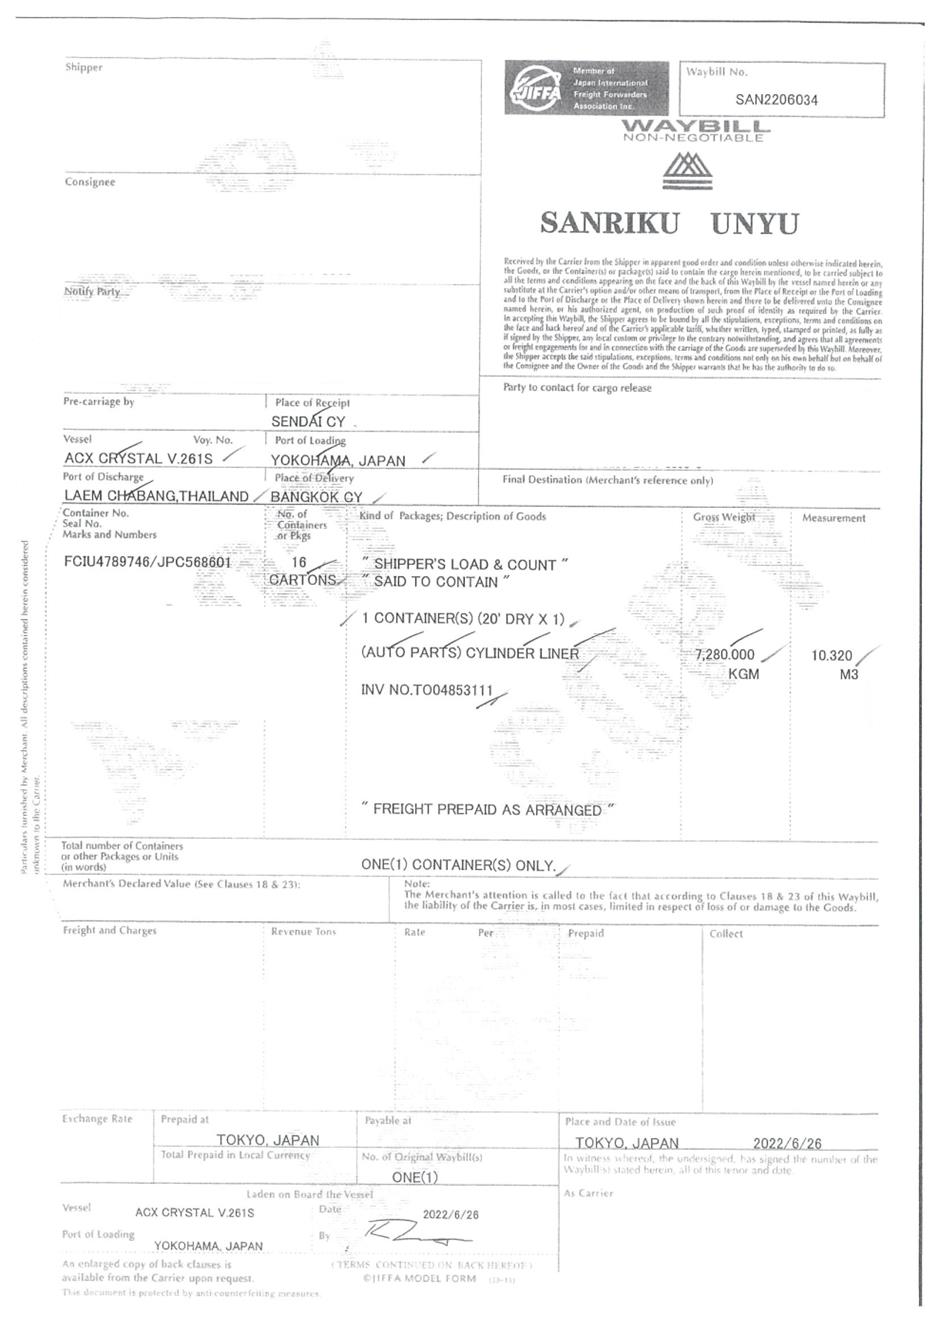 Shipper
JIFFA
Member of
Japan International
Freight Forwarders
Association Inc.
Waybill No.
SAN2206034
WAYBILL
NON-NEGOTIABLE
Consignee
SANRIKU UNYU
Received by the Carrier from the Shipper in apparent good order and condition unless otherwise indicated herein,
the Goods, or the Container(s) or package(s) said to contain the cargo herein mentioned, to be carried subject to
all the terms and conditions appearing on the face and the back of this Waybill by the vessel named herein or any
substitute at the Carrier's option and/or other means of transport, from the Place of Receipt or the Port of Loading
and to the Port of Discharge or the Place of Delivery shown herein and there to be delivered unto the Consignee
named herein, or his authorized agent, on production of such proof of identity as required by the Carrier.
In accepting this Waybill, the Shipper agrees to be bound by all the stipulations, exceptions, terms and conditions on
the face and back hereof and of the Carrier's applicable tariff, whether written, typed, stamped or printed, as fully as
if signed by the Shipper, any local custom or privilege to the contrary notwithstanding, and agrees that all agreements
or freight engagements for and in connection with the carriage of the Goods are superseded by this Waybill. Moreover,
the Shipper accepts the said stipulations, exceptions, terms and conditions not only on his own behalf but on behalf of
the Consignee and the Owner of the Goods and the Shipper warrants that he has the authority to do so.
Notify Party
Party to contact for cargo release
Pre-carriage by
Place of Receipt
SENDAI CY
Vessel Voy. No.
Port of Loading
ACX CRYSTAL V.261S
YOKOHAMA, JAPAN
Port of Discharge
Place of Delivery
Final Destination (Merchant's reference only)
LAEM CHABANG,THAILAND
BANGKOK CY
Container No.
Seal No.
Marks and Numbers
No. of
Containers
or Pkgs
Kind of Packages; Description of Goods
Gross Weight
Measurement
FCIU4789746/JPC568601
16
CARTONS
" SHIPPER'S LOAD & COUNT "
" SAID TO CONTAIN "
1 CONTAINER(S) (20' DRY X 1)
(AUTO PARTS) CYLINDER LINER
7,280.000
KGM
10.320
M3
INV NO.TO04853111
" FREIGHT PREPAID AS ARRANGED "
Particulars furnished by Merchant. All descriptions contained herein considered
unknown to the Carrier.
Total number of Containers
or other Packages or Units
(in words)
ONE(1) CONTAINER(S) ONLY.
Merchant's Declared Value (See Clauses 18 & 23):
Note:
The Merchant's attention is called to the fact that according to Clauses 18 & 23 of this Waybill,
the liability of the Carrier is, in most cases, limited in respect of loss of or damage to the Goods.
Freight and Charges
Revenue Tons
Rate
Per
Prepaid
Collect
Exchange Rate
Prepaid at
TOKYO, JAPAN
Payable at
Place and Date of Issue
TOKYO, JAPAN 2022/6/26
Total Prepaid in Local Currency
No. of Original Waybill(s)
ONE(1)
In witness whereof, the undersigned, has signed the number of the
Waybill(s) stated herein, all of this tenor and date.
As Carrier
Laden on Board the Vessel
Vessel
ACX CRYSTAL V.261S
Date
2022/6/26
Port of Loading
YOKOHAMA, JAPAN
By
An enlarged copy of back clauses is
available from the Carrier upon request.
(TERMS CONTINUED ON BACK HEREOF)
©JIFFA MODEL FORM
This document is protected by anti-counterfeiting measures.